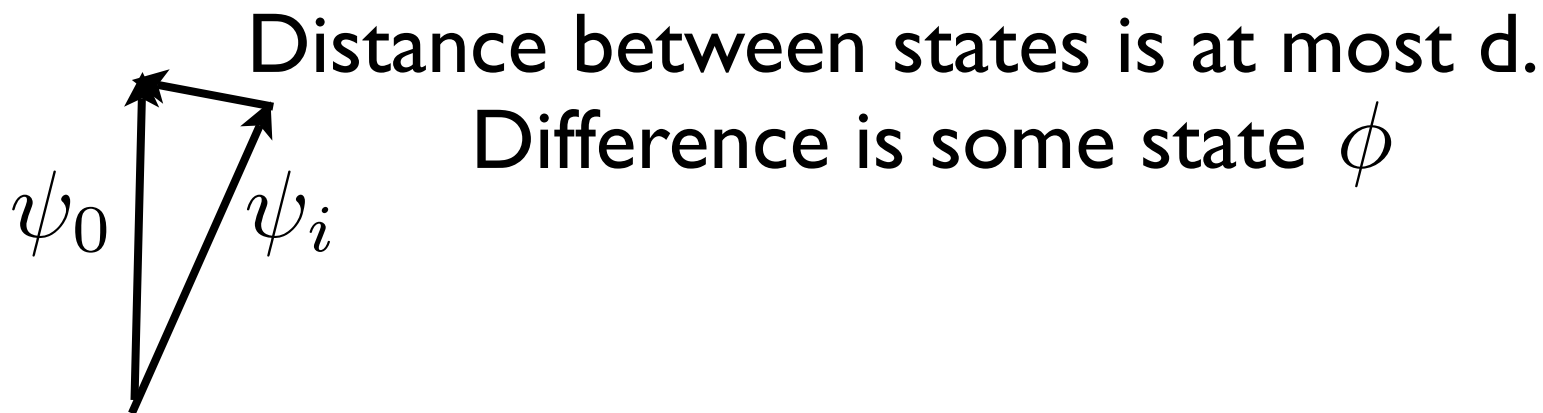 Distance between states is at most d.
Difference is some state ϕ
ψ₀ ψᵢ